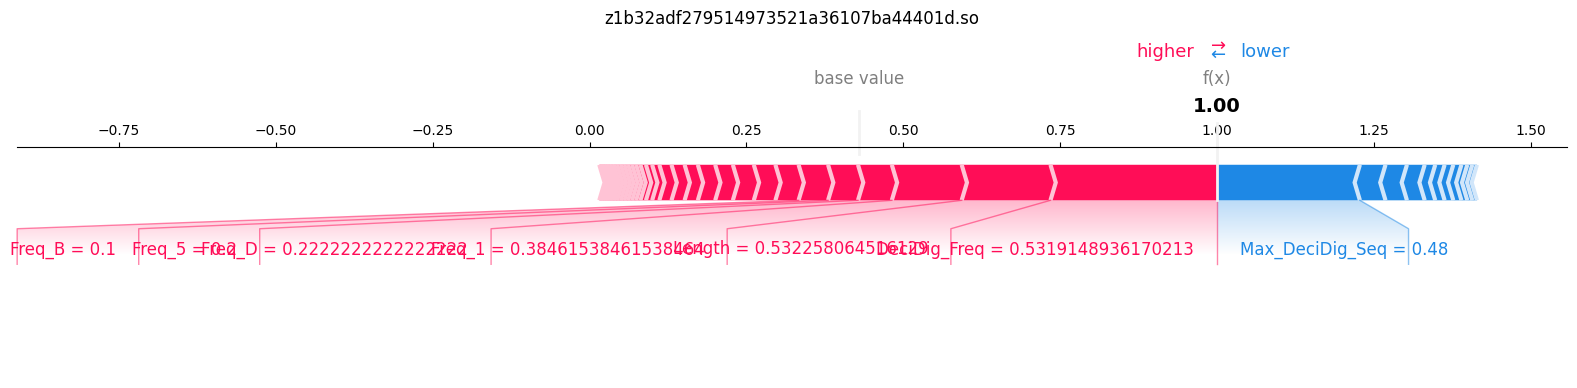 z1b32adf279514973521a36107ba44401d.so
higher ⇄ lower
base value f(x)
1.00
−0.75 −0.50 −0.25 0.00 0.25 0.50 0.75 1.00 1.25 1.50
Freq_B = 0.1 Freq_5 = 0.2 Freq_D = 0.2222222222222222 Freq_1 = 0.38461538461538464 Length = 0.532258064516129 DeciDig_Freq = 0.5319148936170213 Max_DeciDig_Seq = 0.48